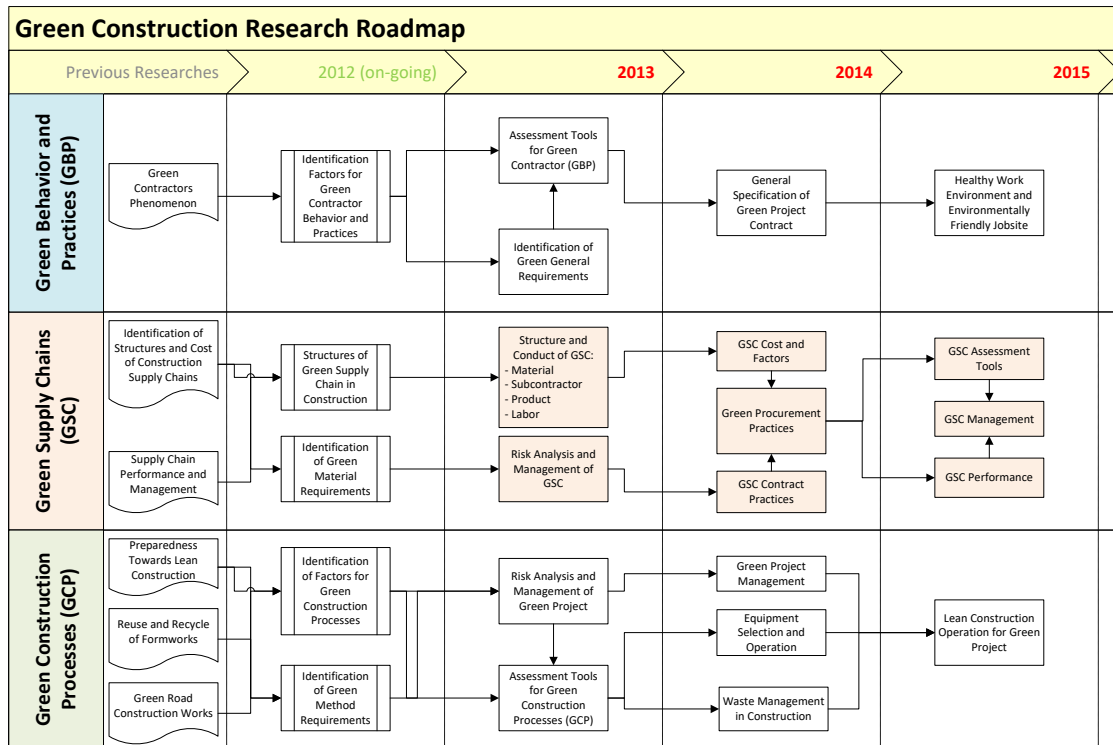 Green Construction Research Roadmap
Previous Researches
2012 (on-going)
2013
2014
2015
Green Behavior and
Practices (GBP)
Green
Contractors
Phenomenon
Identification
Factors for
Green
Contractor
Behavior and
Practices
Assessment Tools
for Green
Contractor (GBP)
Identification of
Green General
Requirements
General
Specification of
Green Project
Contract
Healthy Work
Environment and
Environmentally
Friendly Jobsite
Green Supply Chains
(GSC)
Identification of
Structures and Cost
of Construction
Supply Chains
Supply Chain
Performance and
Management
Structures of
Green Supply
Chain in
Construction
Identification
of Green
Material
Requirements
Structure and
Conduct of GSC:
- Material
- Subcontractor
- Product
- Labor
Risk Analysis and
Management of
GSC
GSC Cost and
Factors
Green Procurement
Practices
GSC Contract
Practices
GSC Assessment
Tools
GSC Management
GSC Performance
Green Construction
Processes (GCP)
Preparedness
Towards Lean
Construction
Reuse and Recycle
of Formworks
Green Road
Construction Works
Identification
of Factors for
Green
Construction
Processes
Identification
of Green
Method
Requirements
Risk Analysis and
Management of
Green Project
Assessment Tools
for Green
Construction
Processes (GCP)
Green Project
Management
Equipment
Selection and
Operation
Waste Management
in Construction
Lean Construction
Operation for Green
Project